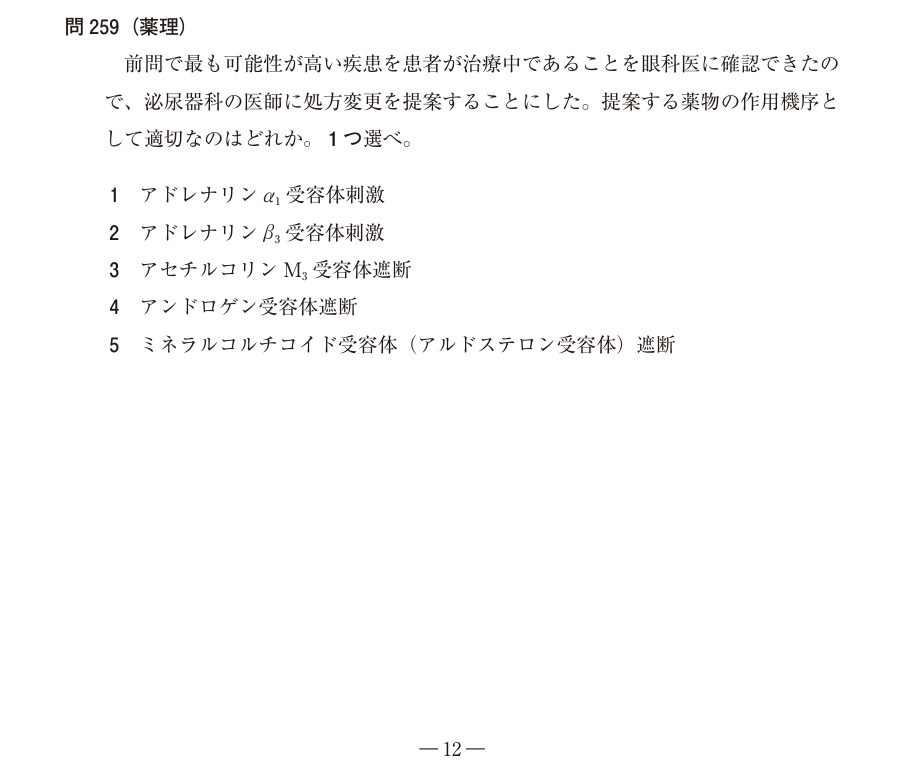 問 259（薬理）
前問で最も可能性が高い疾患を患者が治療中であることを眼科医に確認できたの
で、泌尿器科の医師に処方変更を提案することにした。提案する薬物の作用機序と
して適切なのはどれか。1つ選べ。
1 アドレナリン α₁ 受容体刺激
2 アドレナリン β₃ 受容体刺激
3 アセチルコリン M₃ 受容体遮断
4 アンドロゲン受容体遮断
5 ミネラルコルチコイド受容体（アルドステロン受容体）遮断
— 12 —